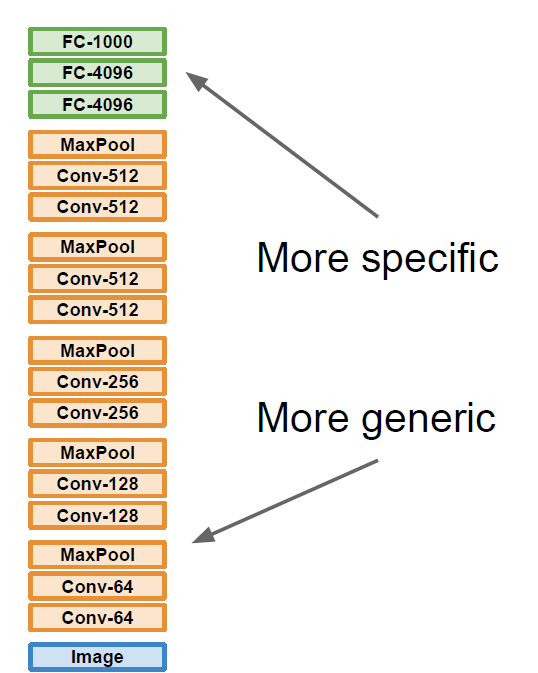 FC-1000
FC-4096
FC-4096
MaxPool
Conv-512
Conv-512
MaxPool
Conv-512
Conv-512
MaxPool
Conv-256
Conv-256
MaxPool
Conv-128
Conv-128
MaxPool
Conv-64
Conv-64
Image
More specific
More generic